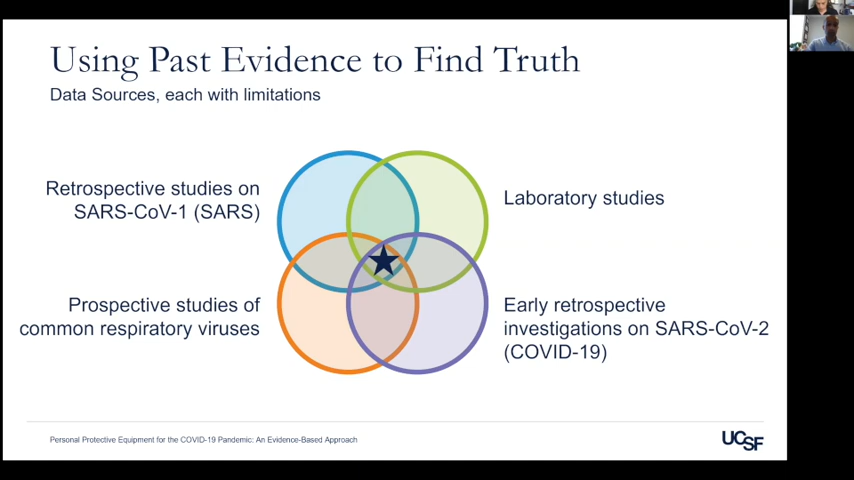 Using Past Evidence to Find Truth
Data Sources, each with limitations
Retrospective studies on
SARS-CoV-1 (SARS)
Laboratory studies
Prospective studies of
common respiratory viruses
Early retrospective
investigations on SARS-CoV-2
(COVID-19)
Personal Protective Equipment for the COVID-19 Pandemic: An Evidence-Based Approach
UCSF